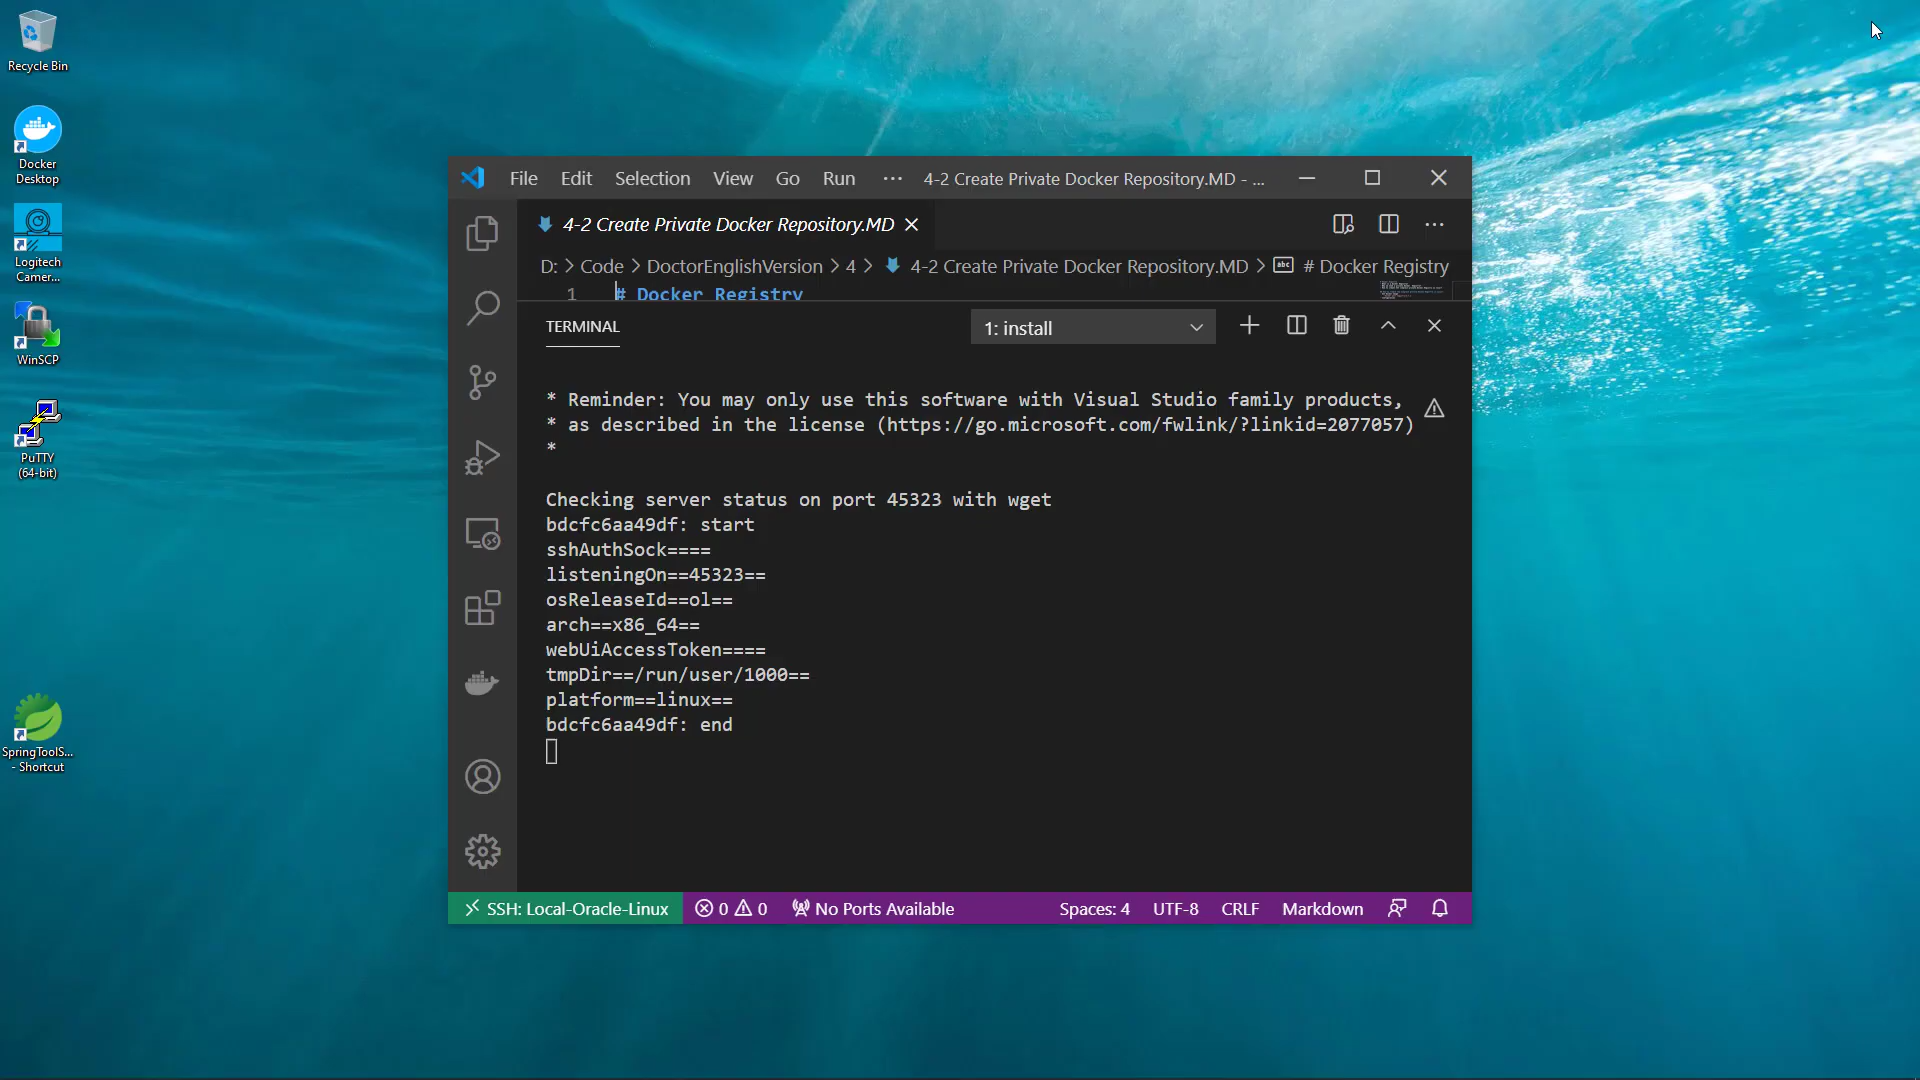 Recycle Bin
Docker
Desktop
Logitech
Camer...
WinSCP
PuTTY
(64-bit)
SpringToolS...
- Shortcut
File Edit Selection View Go Run ··· 4-2 Create Private Docker Repository.MD - ...
4-2 Create Private Docker Repository.MD
D: > Code > DoctorEnglishVersion > 4 > 4-2 Create Private Docker Repository.MD > # Docker Registry
1 # Docker Registry
TERMINAL 1: install
* Reminder: You may only use this software with Visual Studio family products,
* as described in the license (https://go.microsoft.com/fwlink/?linkid=2077057)
*
Checking server status on port 45323 with wget
bdcfc6aa49df: start
sshAuthSock====
listeningOn==45323==
osReleaseId==ol==
arch==x86_64==
webUiAccessToken====
tmpDir==/run/user/1000==
platform==linux==
bdcfc6aa49df: end
SSH: Local-Oracle-Linux 0 0 No Ports Available Spaces: 4 UTF-8 CRLF Markdown